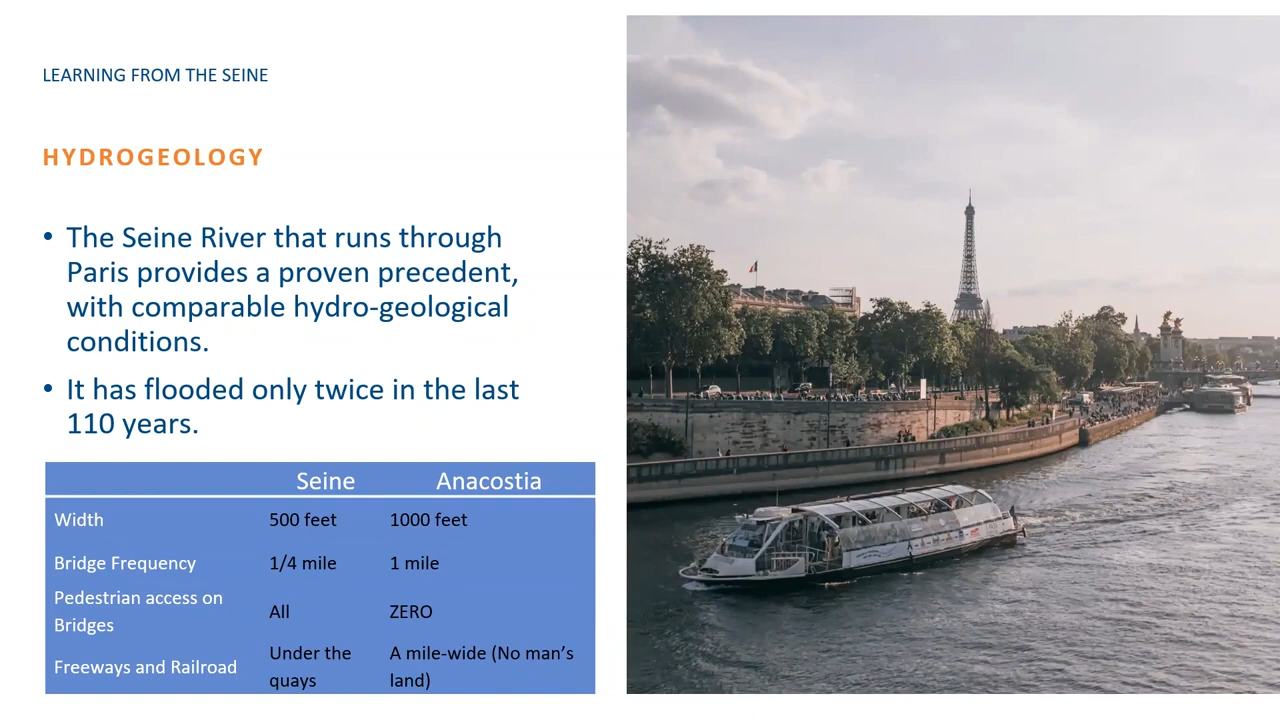 LEARNING FROM THE SEINE
HYDROGEOLOGY
• The Seine River that runs through
Paris provides a proven precedent,
with comparable hydro-geological
conditions.
• It has flooded only twice in the last
110 years.
Seine Anacostia
Width 500 feet 1000 feet
Bridge Frequency 1/4 mile 1 mile
Pedestrian access on
Bridges All ZERO
Freeways and Railroad Under the quays A mile-wide (No man's land)